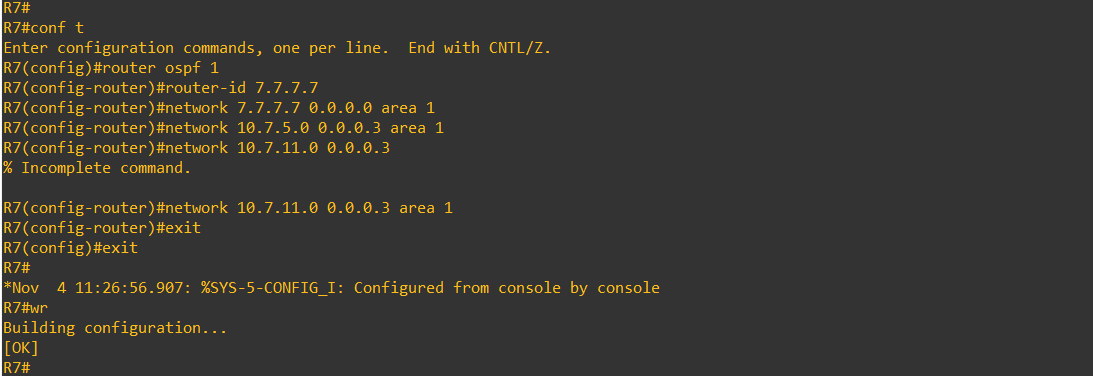 R7#
R7#conf t
Enter configuration commands, one per line.  End with CNTL/Z.
R7(config)#router ospf 1
R7(config-router)#router-id 7.7.7.7
R7(config-router)#network 7.7.7.7 0.0.0.0 area 1
R7(config-router)#network 10.7.5.0 0.0.0.3 area 1
R7(config-router)#network 10.7.11.0 0.0.0.3
% Incomplete command.

R7(config-router)#network 10.7.11.0 0.0.0.3 area 1
R7(config-router)#exit
R7(config)#exit
R7#
*Nov  4 11:26:56.907: %SYS-5-CONFIG_I: Configured from console by console
R7#wr
Building configuration...
[OK]
R7#